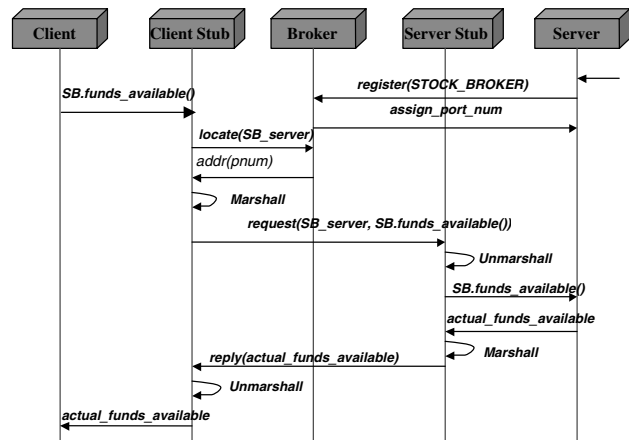 Client
Client Stub
Broker
Server Stub
Server
register(STOCK_BROKER)
SB.funds_available()
assign_port_num
locate(SB_server)
addr(pnum)
Marshall
request(SB_server, SB.funds_available())
Unmarshall
SB.funds_available()
actual_funds_available
Marshall
reply(actual_funds_available)
Unmarshall
actual_funds_available